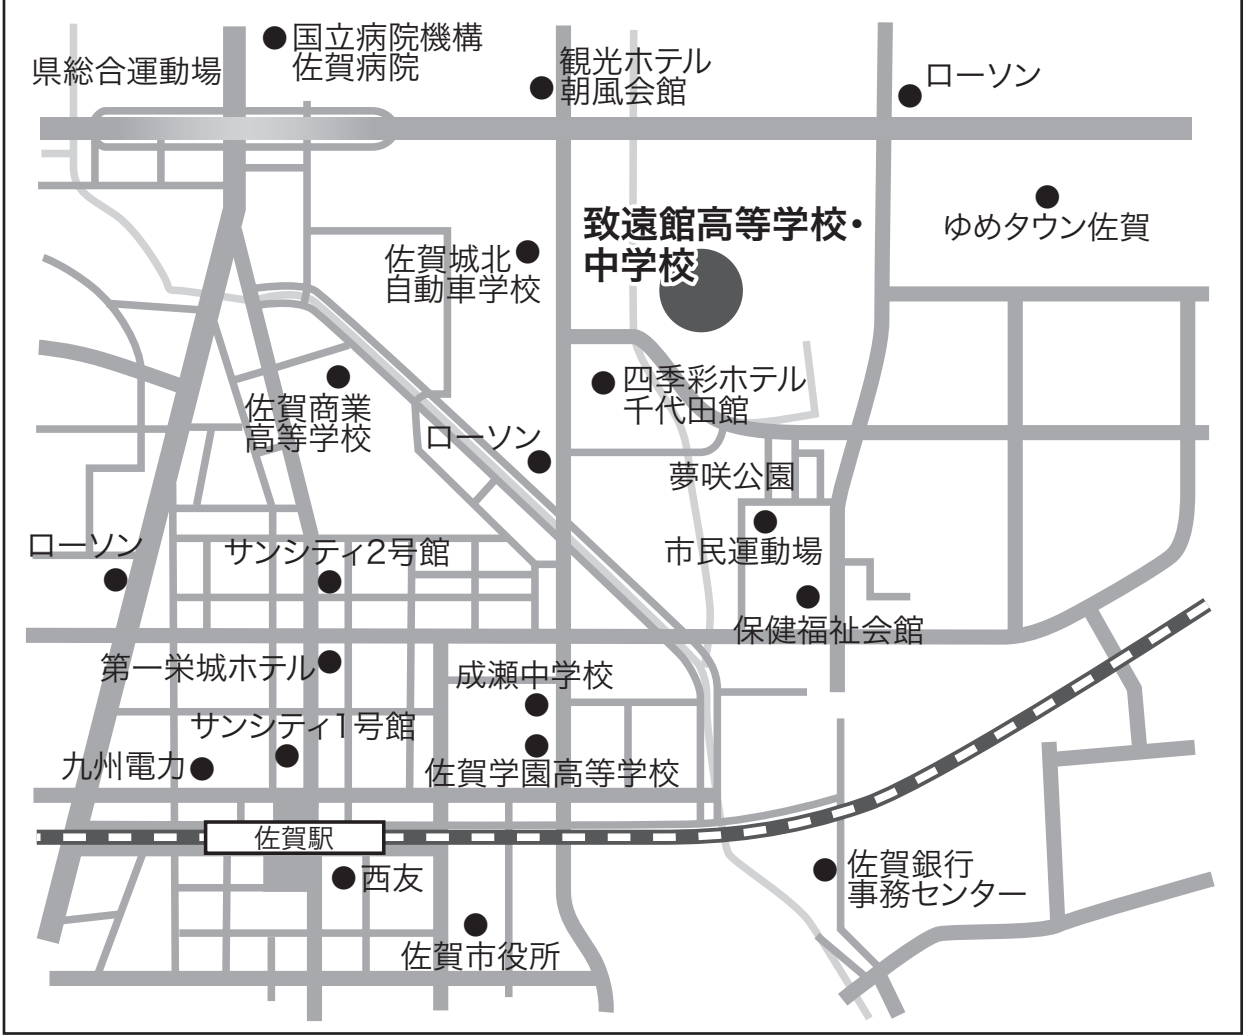 国立病院機構
佐賀病院
県総合運動場
観光ホテル
朝風会館
ローソン
ゆめタウン佐賀
致遠館高等学校・
中学校
佐賀城北
自動車学校
四季彩ホテル
千代田館
佐賀商業
高等学校
ローソン
夢咲公園
市民運動場
ローソン
サンシティ2号館
保健福祉会館
第一栄城ホテル
成瀬中学校
サンシティ1号館
九州電力
佐賀学園高等学校
佐賀駅
西友
佐賀銀行
事務センター
佐賀市役所